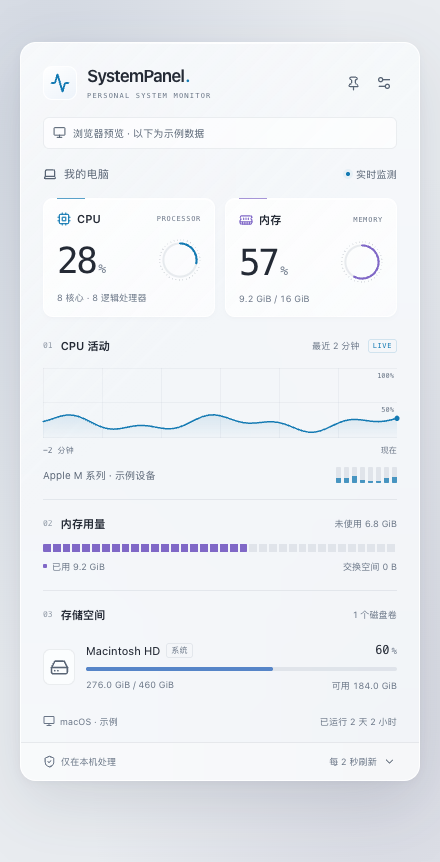 SystemPanel.
PERSONAL SYSTEM MONITOR
浏览器预览 · 以下为示例数据
我的电脑
实时监测
CPU PROCESSOR
28%
8 核心 · 8 逻辑处理器
内存 MEMORY
57%
9.2 GiB / 16 GiB
01 CPU 活动
最近 2 分钟 LIVE
100%
50%
−2 分钟
现在
Apple M 系列 · 示例设备
02 内存用量
未使用 6.8 GiB
已用 9.2 GiB
交换空间 0 B
03 存储空间
1 个磁盘卷
Macintosh HD 系统
60%
276.0 GiB / 460 GiB
可用 184.0 GiB
macOS · 示例
已运行 2 天 2 小时
仅在本机处理
每 2 秒刷新